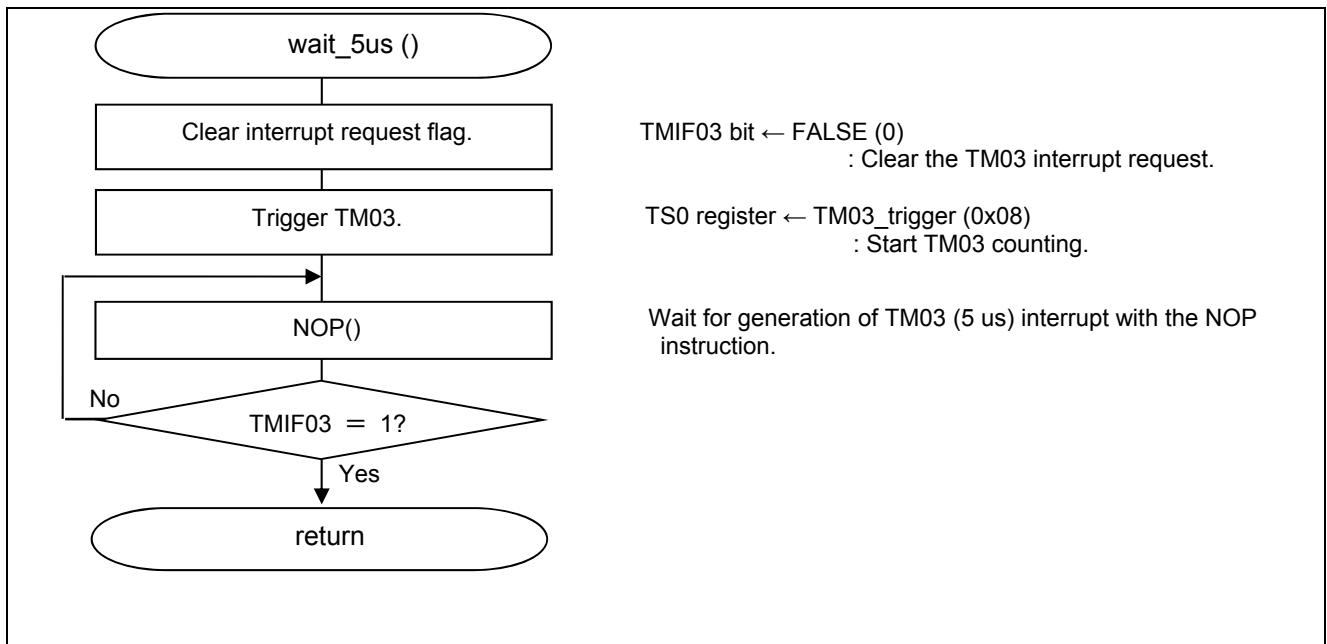 wait_5us ()
Clear interrupt request flag.
TMIF03 bit ← FALSE (0)
: Clear the TM03 interrupt request.
Trigger TM03.
TS0 register ← TM03_trigger (0x08)
: Start TM03 counting.
NOP()
Wait for generation of TM03 (5 us) interrupt with the NOP
instruction.
No
TMIF03 ＝ 1?
Yes
return